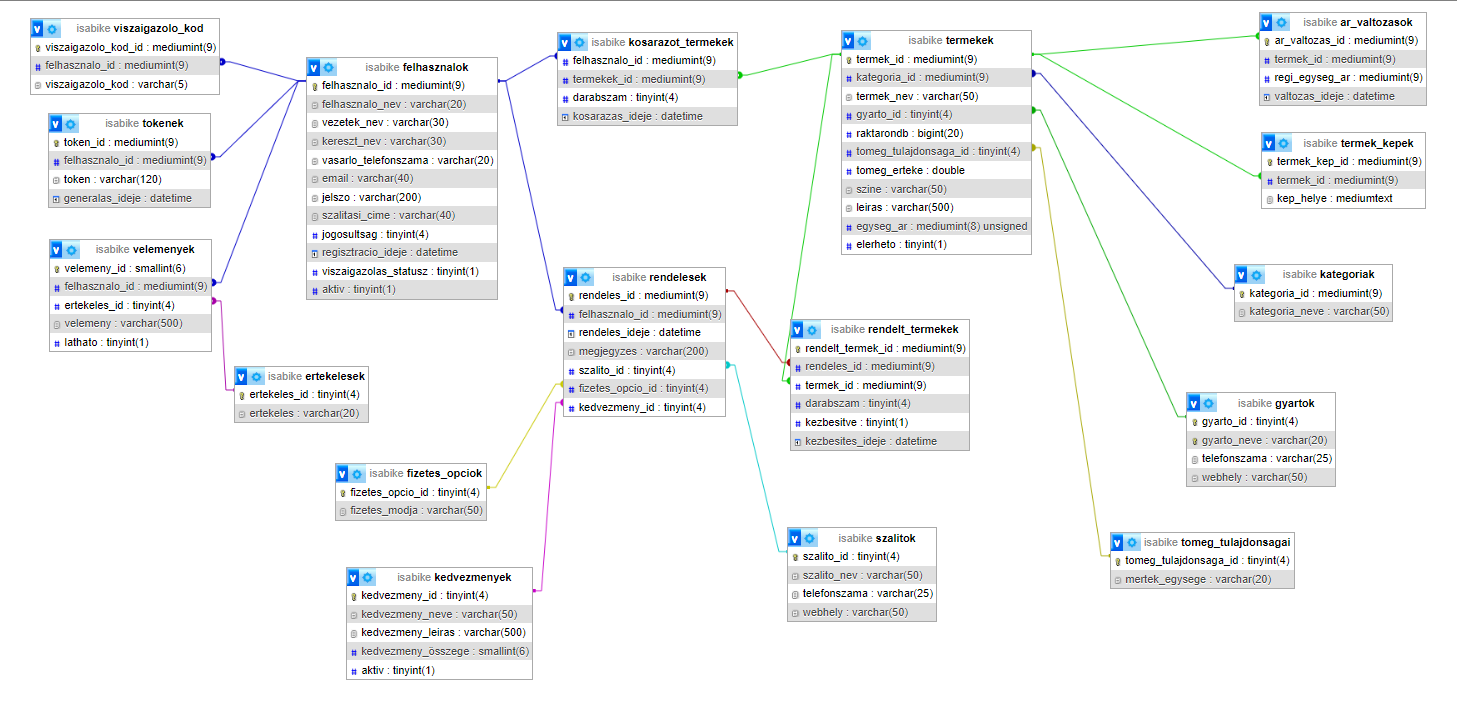 isabike viszaigazolo_kod
viszaigazolo_kod_id : mediumint(9)
felhasznalo_id : mediumint(9)
viszaigazolo_kod : varchar(5)
isabike tokenek
token_id : mediumint(9)
felhasznalo_id : mediumint(9)
token : varchar(120)
generalas_ideje : datetime
isabike velemenyek
velemeny_id : smallint(6)
felhasznalo_id : mediumint(9)
ertekeles_id : tinyint(4)
velemeny : varchar(500)
lathato : tinyint(1)
isabike ertekelesek
ertekeles_id : tinyint(4)
ertekeles : varchar(20)
isabike felhasznalok
felhasznalo_id : mediumint(9)
felhasznalo_nev : varchar(20)
vezetek_nev : varchar(30)
kereszt_nev : varchar(30)
vasarlo_telefonszama : varchar(20)
email : varchar(40)
jelszo : varchar(200)
szalitasi_cime : varchar(40)
jogosultsag : tinyint(4)
regisztracio_ideje : datetime
viszaigazolas_statusz : tinyint(1)
aktiv : tinyint(1)
isabike fizetes_opciok
fizetes_opcio_id : tinyint(4)
fizetes_modja : varchar(50)
isabike kedvezmenyek
kedvezmeny_id : tinyint(4)
kedvezmeny_neve : varchar(50)
kedvezmeny_leiras : varchar(500)
kedvezmeny_összege : smallint(6)
aktiv : tinyint(1)
isabike kosarazot_termekek
felhasznalo_id : mediumint(9)
termekek_id : mediumint(9)
darabszam : tinyint(4)
kosarazas_ideje : datetime
isabike rendelesek
rendeles_id : mediumint(9)
felhasznalo_id : mediumint(9)
rendeles_ideje : datetime
megjegyzes : varchar(200)
szalito_id : tinyint(4)
fizetes_opcio_id : tinyint(4)
kedvezmeny_id : tinyint(4)
isabike termekek
termek_id : mediumint(9)
kategoria_id : mediumint(9)
termek_nev : varchar(50)
gyarto_id : tinyint(4)
raktarondb : bigint(20)
tomeg_tulajdonsaga_id : tinyint(4)
tomeg_erteke : double
szine : varchar(50)
leiras : varchar(500)
egyseg_ar : mediumint(8) unsigned
elerheto : tinyint(1)
isabike rendelt_termekek
rendelt_termek_id : mediumint(9)
rendeles_id : mediumint(9)
termek_id : mediumint(9)
darabszam : tinyint(4)
kezbesitve : tinyint(1)
kezbesites_ideje : datetime
isabike szalitok
szalito_id : tinyint(4)
szalito_nev : varchar(50)
telefonszama : varchar(25)
webhely : varchar(50)
isabike ar_valtozasok
ar_valtozas_id : mediumint(9)
termek_id : mediumint(9)
regi_egyseg_ar : mediumint(9)
valtozas_ideje : datetime
isabike termek_kepek
termek_kep_id : mediumint(9)
termek_id : mediumint(9)
kep_helye : mediumtext
isabike kategoriak
kategoria_id : mediumint(9)
kategoria_neve : varchar(50)
isabike gyartok
gyarto_id : tinyint(4)
gyarto_neve : varchar(20)
telefonszama : varchar(25)
webhely : varchar(50)
isabike tomeg_tulajdonsagai
tomeg_tulajdonsaga_id : tinyint(4)
mertek_egysege : varchar(20)